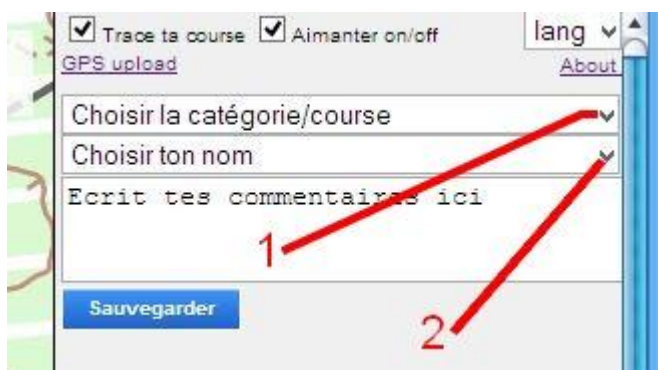 Trace ta course Aimanter on/off lang
GPS upload About
Choisir la catégorie/course
Choisir ton nom
Ecrit tes commentaires ici
1
Sauvegarder
2